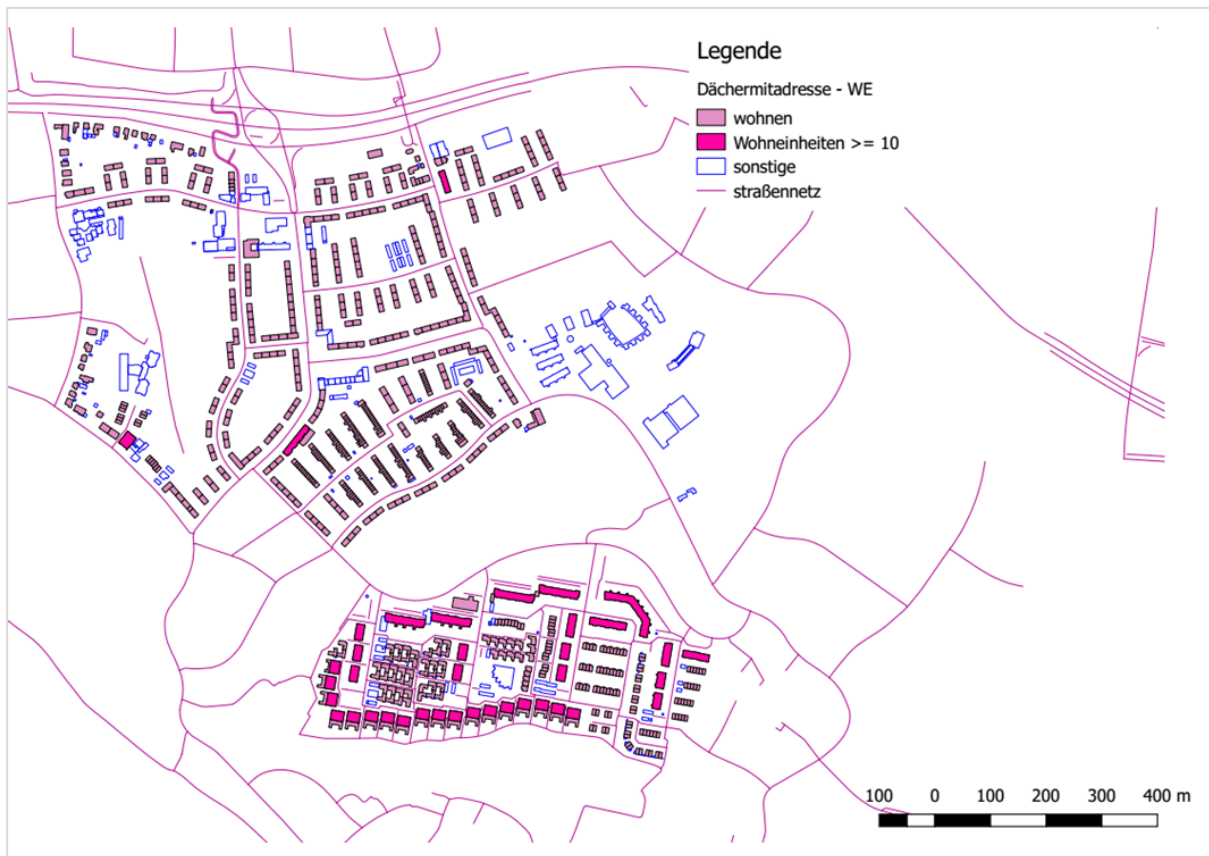 Legende
Dächermitadresse - WE
wohnen
Wohneinheiten >= 10
sonstige
straßennetz
100 0 100 200 300 400 m